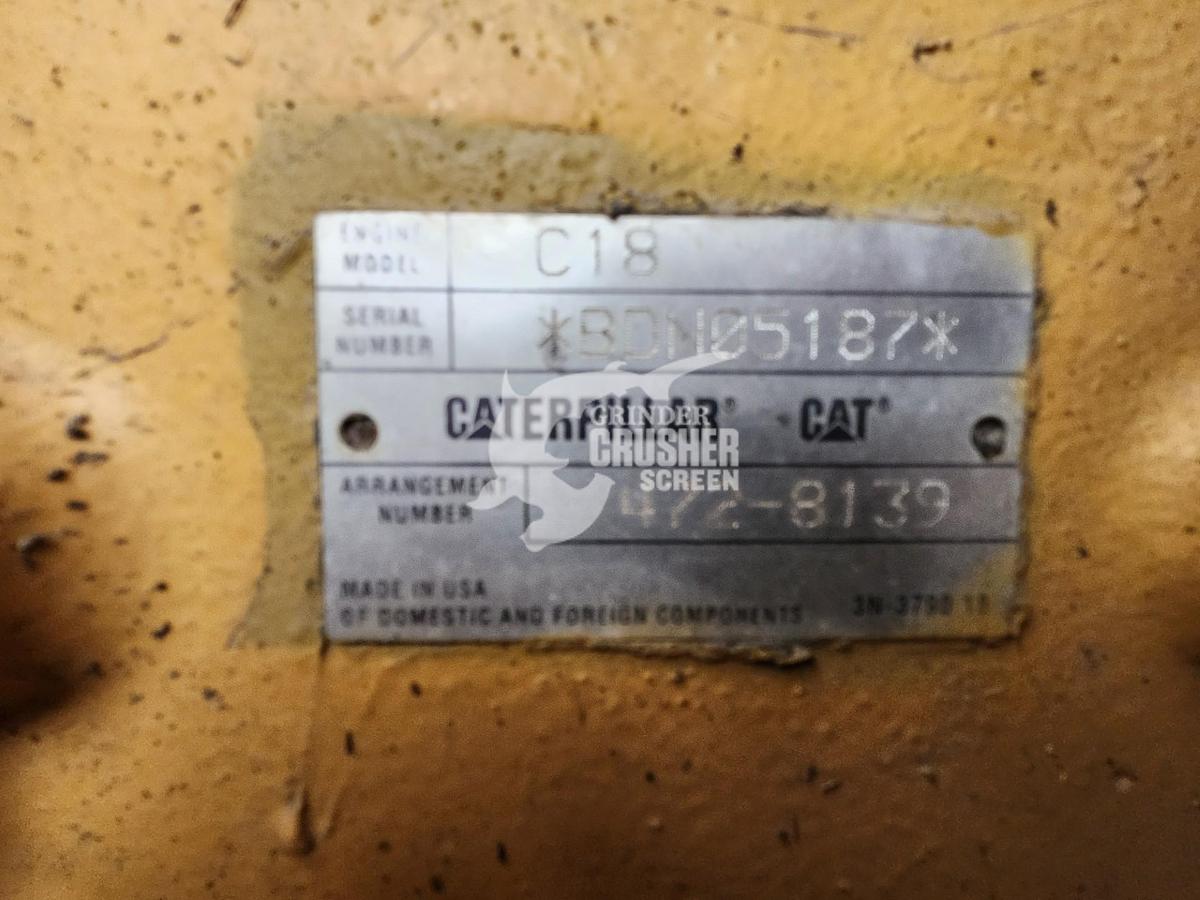 ENGINE
MODEL
C18
SERIAL
NUMBER
*BDN05187*
CATERPILLAR® CAT®
GRINDER
CRUSHER
SCREEN
ARRANGEMENT
NUMBER
472-8139
MADE IN USA
OF DOMESTIC AND FOREIGN COMPONENTS